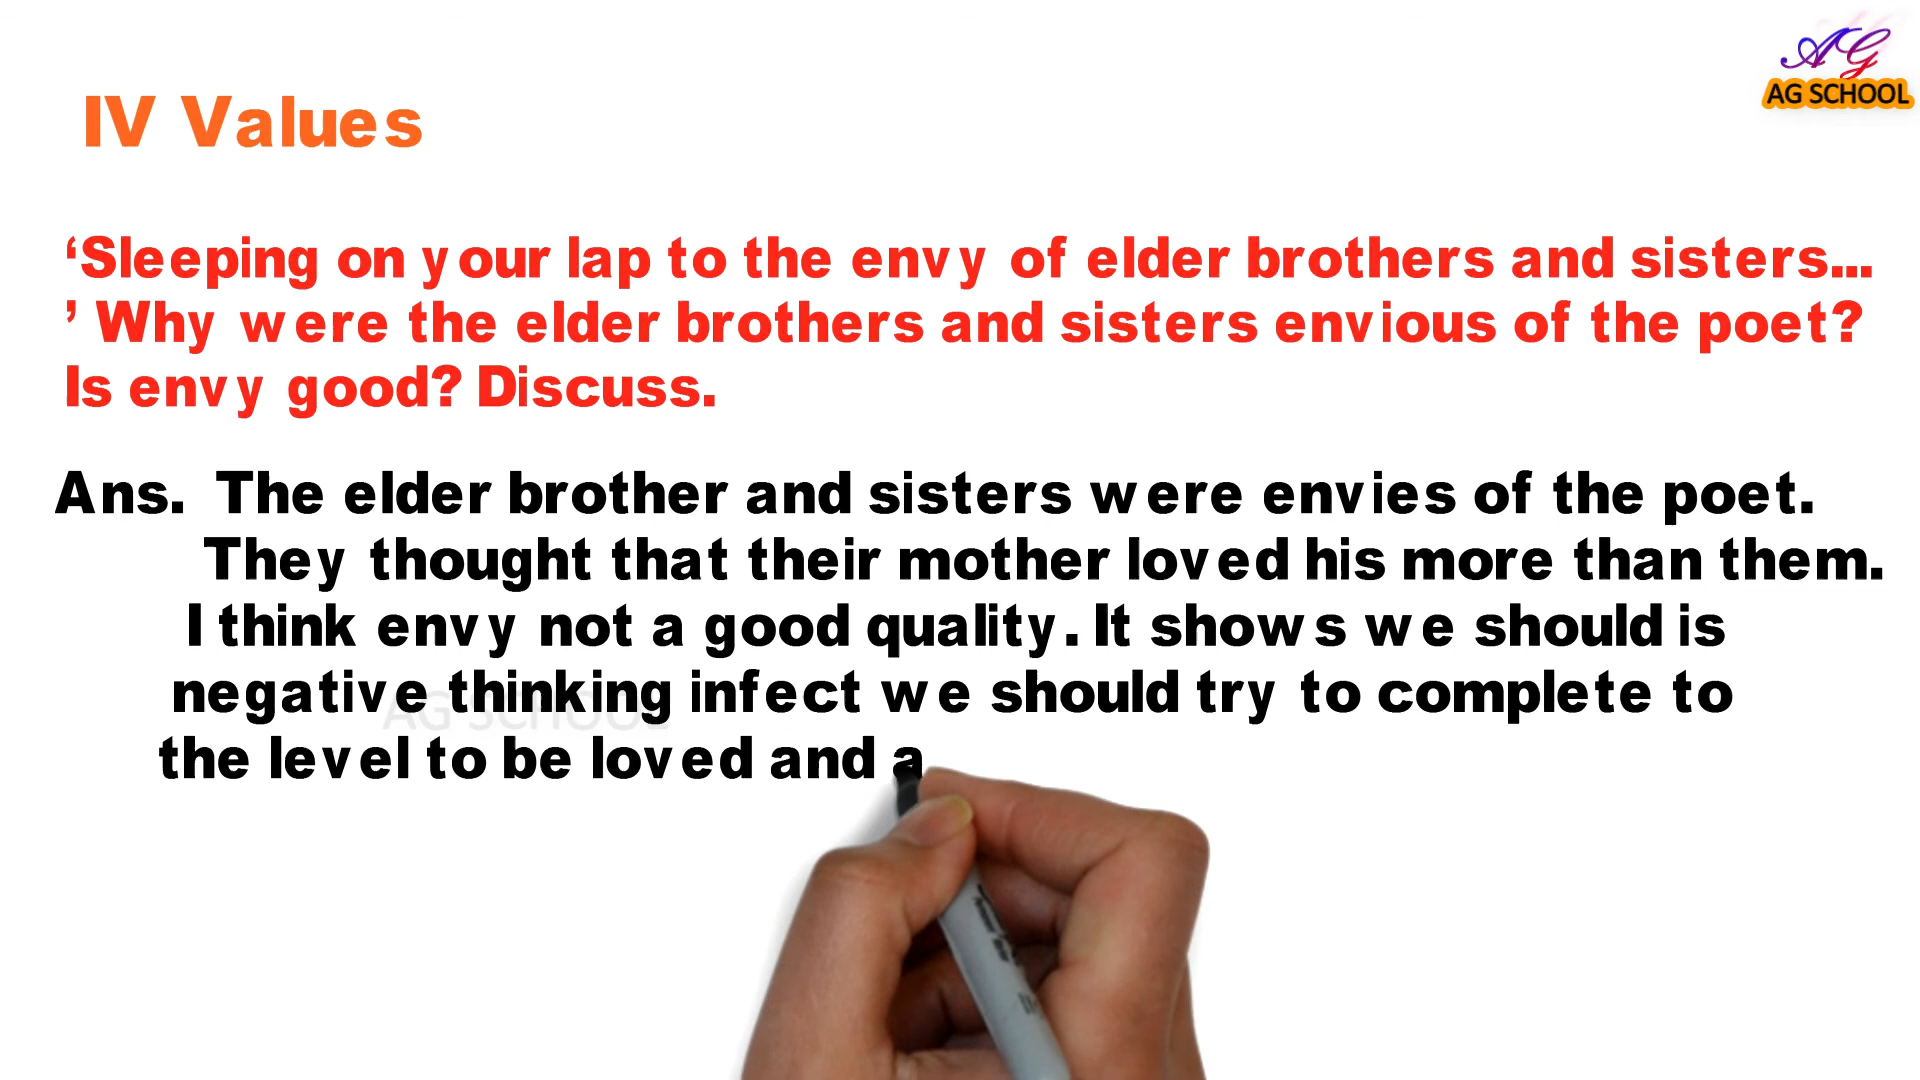 AG
AG SCHOOL
IV Values
‘Sleeping on your lap to the envy of elder brothers and sisters...
’ Why were the elder brothers and sisters envious of the poet?
Is envy good? Discuss.
Ans. The elder brother and sisters were envies of the poet.
They thought that their mother loved his more than them.
I think envy not a good quality. It shows we should is
negative thinking infect we should try to complete to
AG SCHOOL
the level to be loved and a